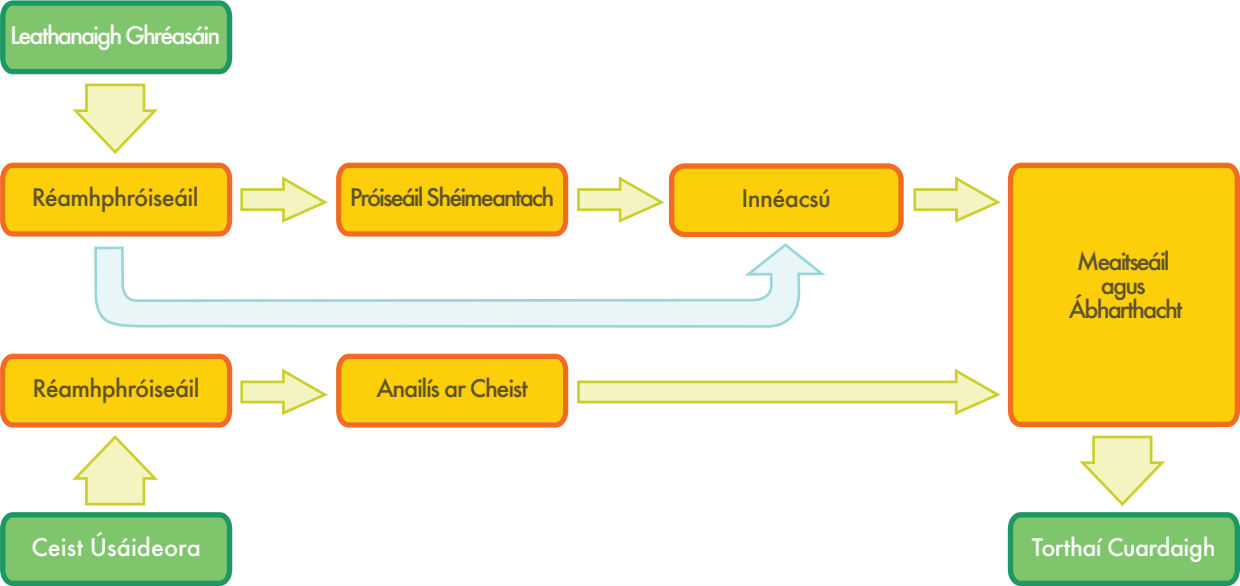 Leathanaigh Ghréasáin
Réamhphróiseáil
Próiseáil Shéimeantach
Innéacsú
Meaitseáil
agus
Ábharthacht
Réamhphróiseáil
Anailís ar Cheist
Ceist Úsáideora
Torthaí Cuardaigh